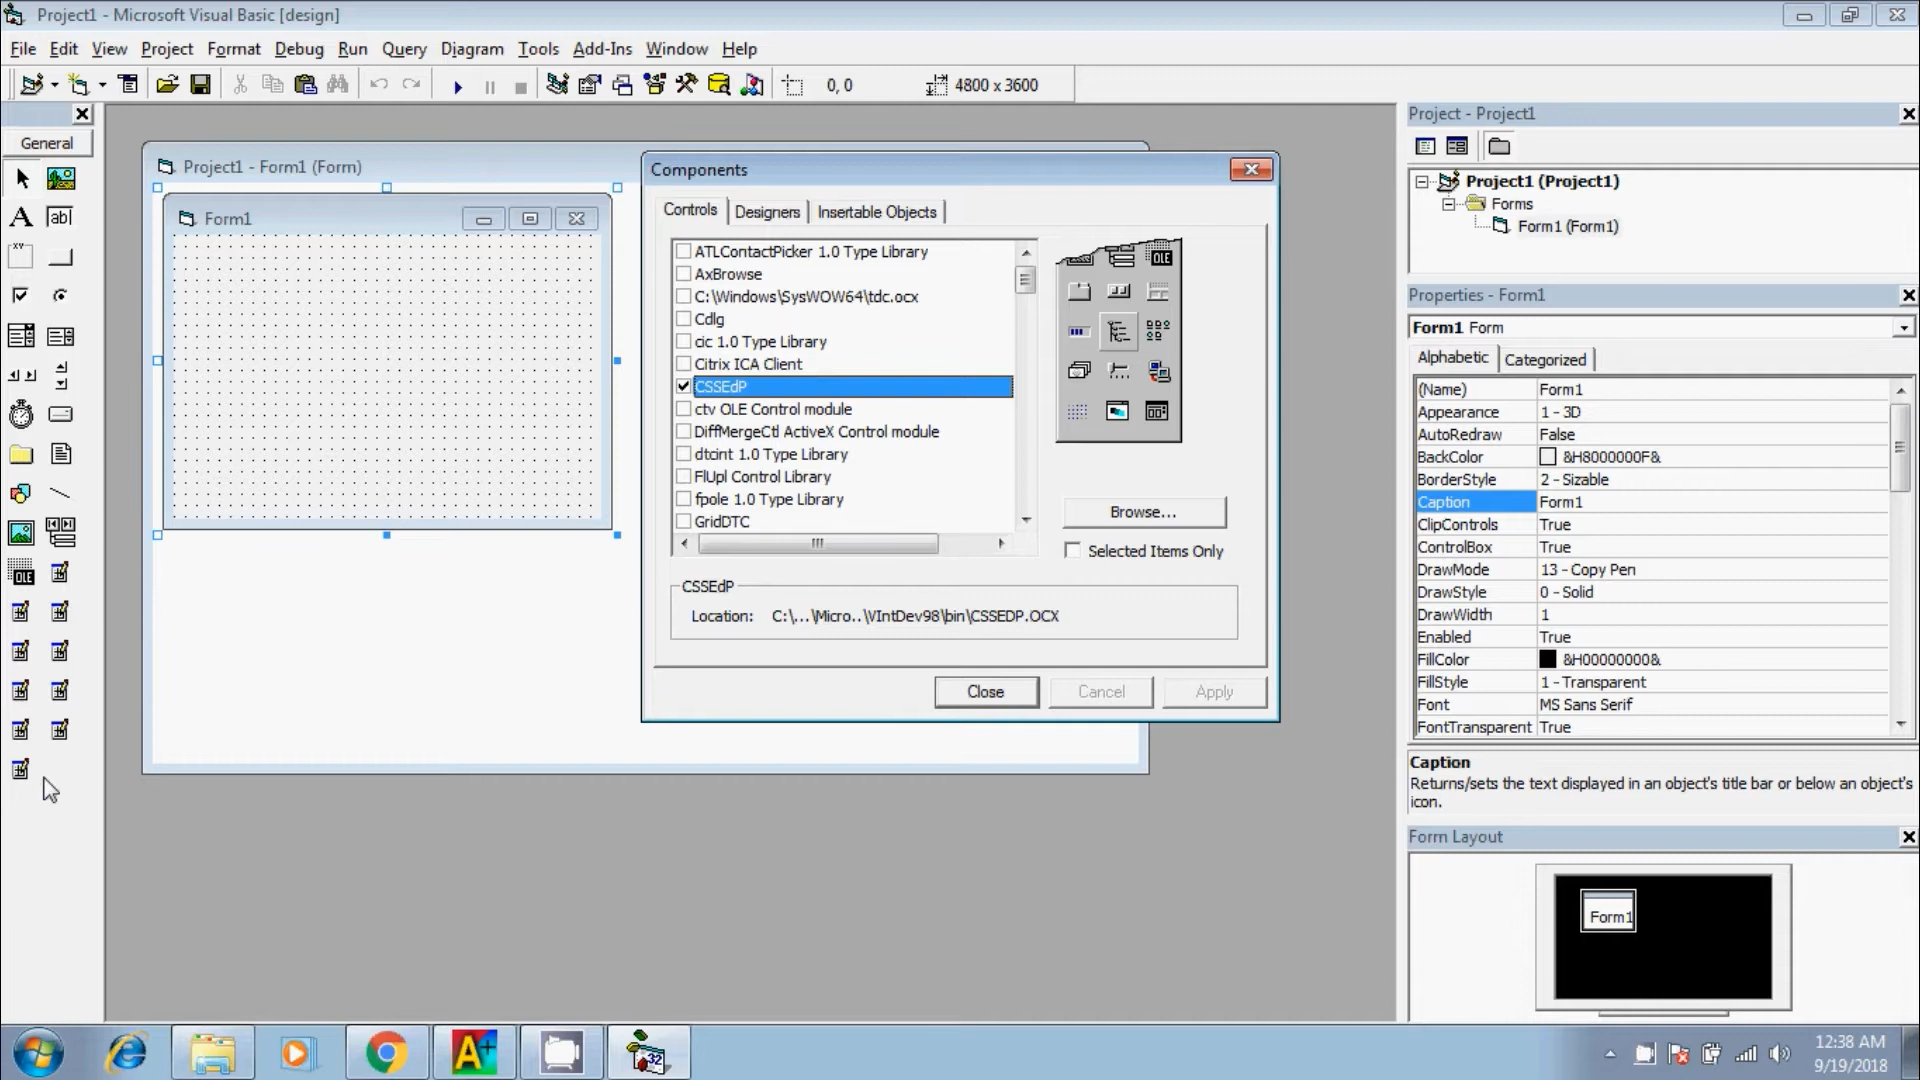 Project1 - Microsoft Visual Basic [design]
File Edit View Project Format Debug Run Query Diagram Tools Add-Ins Window Help
0, 0 4800 x 3600
General
A ab|
XY
OLE
Project1 - Form1 (Form)
Form1
Components
Controls Designers Insertable Objects
ATLContactPicker 1.0 Type Library
AxBrowse
C:\Windows\SysWOW64\tdc.ocx
Cdlg
cic 1.0 Type Library
Citrix ICA Client
CSSEdP
ctv OLE Control module
DiffMergeCtl ActiveX Control module
dtcint 1.0 Type Library
FlUpl Control Library
fpole 1.0 Type Library
GridDTC
OLE
Browse...
Selected Items Only
CSSEdP
Location: C:\...\Micro..\VIntDev98\bin\CSSEDP.OCX
Close Cancel Apply
Project - Project1
Project1 (Project1)
Forms
Form1 (Form1)
Properties - Form1
Form1 Form
Alphabetic Categorized
(Name) Form1
Appearance 1 - 3D
AutoRedraw False
BackColor &H8000000F&
BorderStyle 2 - Sizable
Caption Form1
ClipControls True
ControlBox True
DrawMode 13 - Copy Pen
DrawStyle 0 - Solid
DrawWidth 1
Enabled True
FillColor &H00000000&
FillStyle 1 - Transparent
Font MS Sans Serif
FontTransparent True
Caption
Returns/sets the text displayed in an object's title bar or below an object's
icon.
Form Layout
Form1
A+
32
12:38 AM
9/19/2018